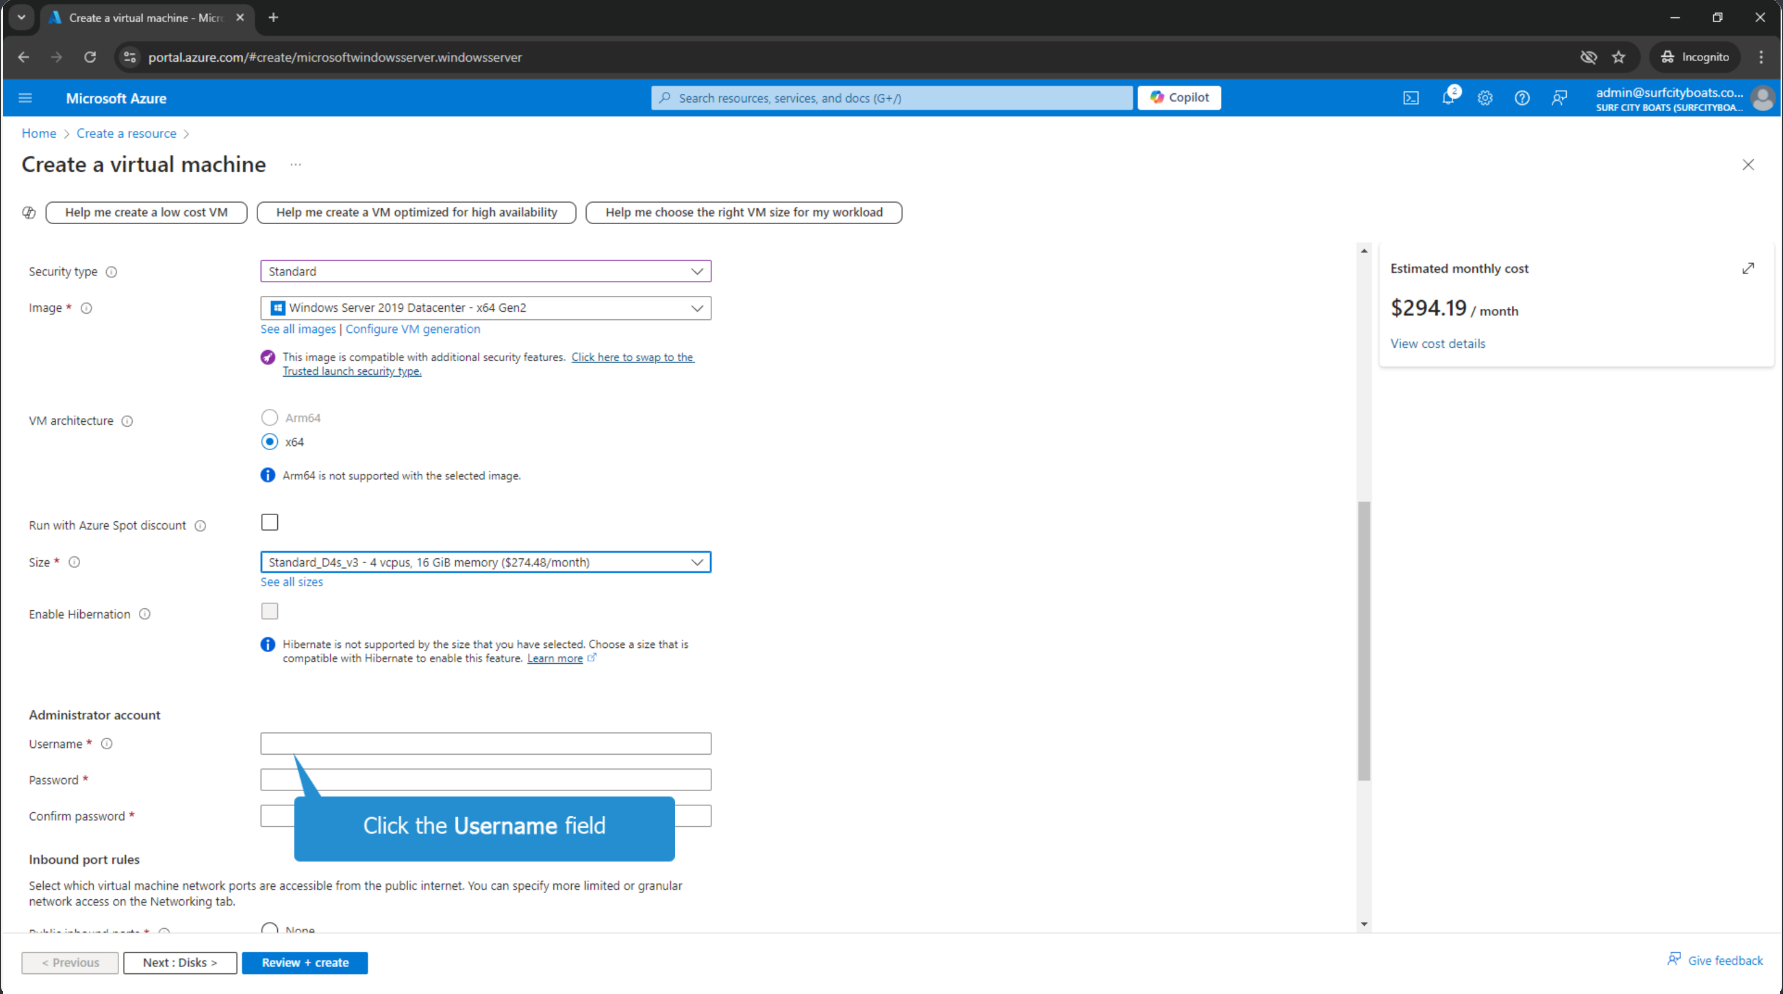 Create a virtual machine - Micr
portal.azure.com/#create/microsoftwindowsserver.windowsserver
Incognito
Microsoft Azure
Search resources, services, and docs (G+/)
Copilot
2
admin@surfcityboats.co...
SURF CITY BOATS (SURFCITYBOA...
Home > Create a resource >
Create a virtual machine ...
Help me create a low cost VM
Help me create a VM optimized for high availability
Help me choose the right VM size for my workload
Security type
Standard
Image *
Windows Server 2019 Datacenter - x64 Gen2
See all images | Configure VM generation
This image is compatible with additional security features. Click here to swap to the
Trusted launch security type.
VM architecture
Arm64
x64
Arm64 is not supported with the selected image.
Run with Azure Spot discount
Size *
Standard_D4s_v3 - 4 vcpus, 16 GiB memory ($274.48/month)
See all sizes
Enable Hibernation
Hibernate is not supported by the size that you have selected. Choose a size that is
compatible with Hibernate to enable this feature. Learn more
Administrator account
Username *
Password *
Confirm password *
Click the Username field
Inbound port rules
Select which virtual machine network ports are accessible from the public internet. You can specify more limited or granular
network access on the Networking tab.
Public inbound ports *
None
Estimated monthly cost
$294.19 / month
View cost details
< Previous
Next : Disks >
Review + create
Give feedback